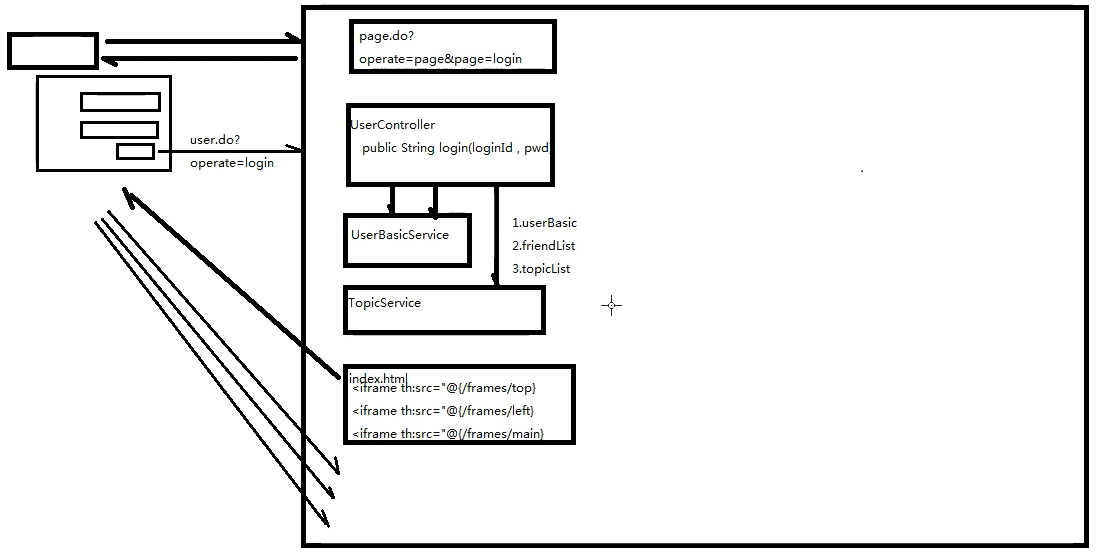 page.do?
operate=page&page=login
UserController
public String login(loginId , pwd)
user.do?
operate=login
1.userBasic
2.friendList
3.topicList
UserBasicService
TopicService
index.html
<iframe th:src="@{/frames/top}
<iframe th:src="@{/frames/left}
<iframe th:src="@{/frames/main}